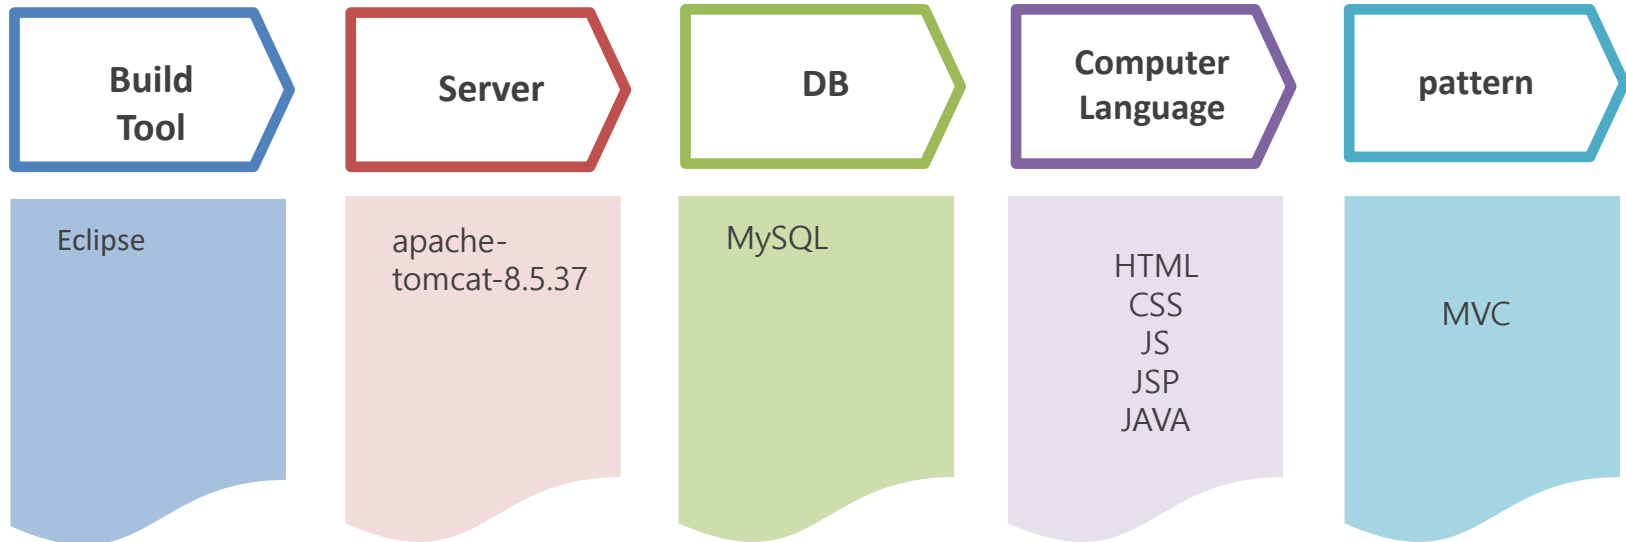 Build
Tool
Server
DB
Computer
Language
pattern
Eclipse
apache-
tomcat-8.5.37
MySQL
HTML
CSS
JS
JSP
JAVA
MVC